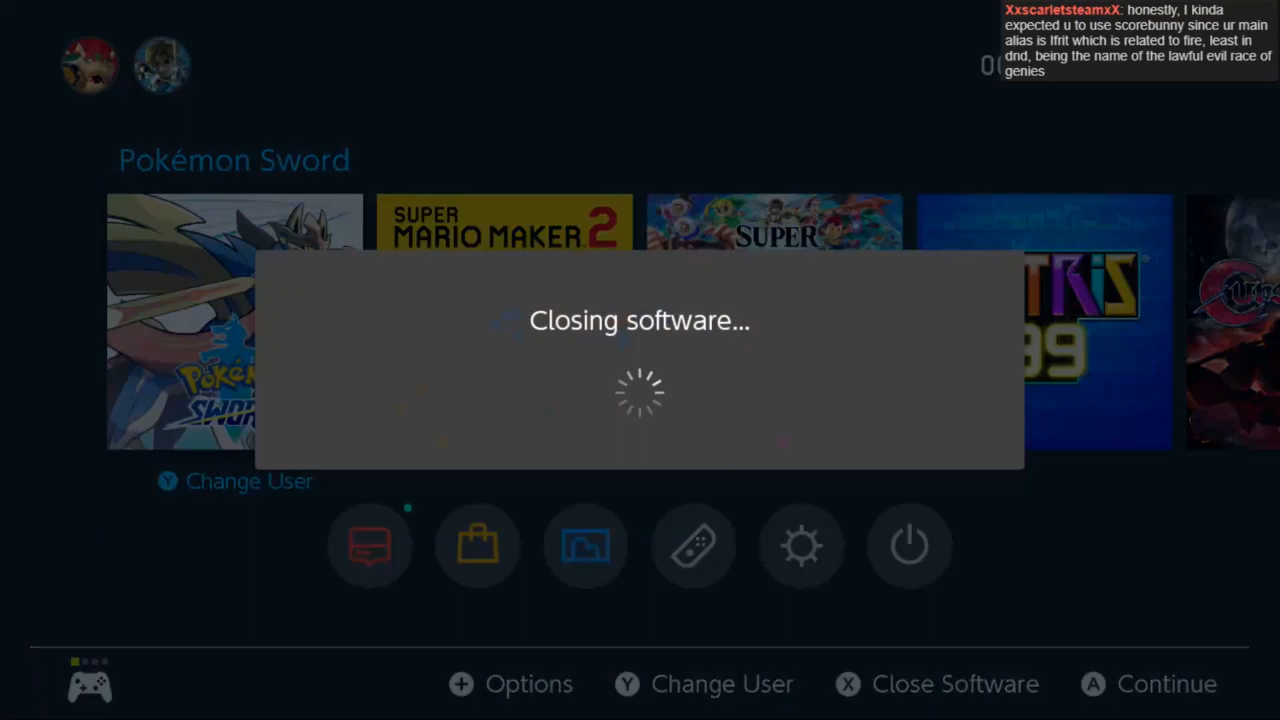 XxscarletsteamxX: honestly, I kinda
expected u to use scorebunny since ur main
alias is Ifrit which is related to fire, least in
dnd, being the name of the lawful evil race of
genies
Pokémon Sword
SUPER
MARIO MAKER 2
SUPER
99
Closing software...
Change User
Options
Change User
Close Software
Continue